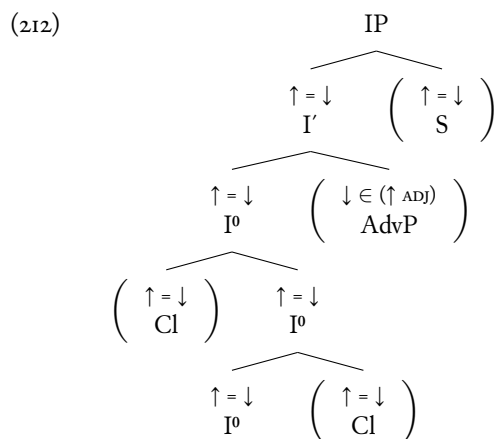 (212) IP
↑ = ↓ ( ↑ = ↓ )
I′ S
↑ = ↓ ( ↓ ∈ (↑ ADJ) )
I⁰ AdvP
( ↑ = ↓ ) ↑ = ↓
Cl I⁰
↑ = ↓ ( ↑ = ↓ )
I⁰ Cl